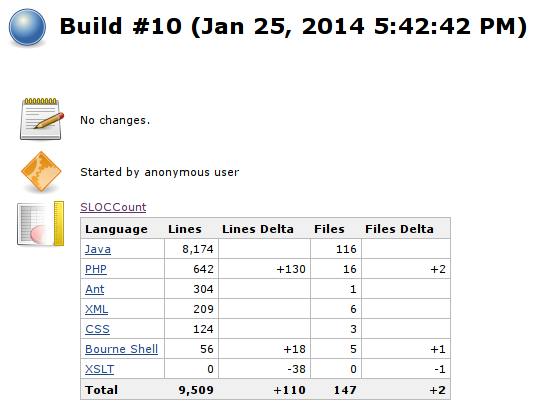 Build #10 (Jan 25, 2014 5:42:42 PM)
No changes.
Started by anonymous user
SLOCCount
Language Lines Lines Delta Files Files Delta
Java 8,174 116
PHP 642 +130 16 +2
Ant 304 1
XML 209 6
CSS 124 3
Bourne Shell 56 +18 5 +1
XSLT 0 -38 0 -1
Total 9,509 +110 147 +2